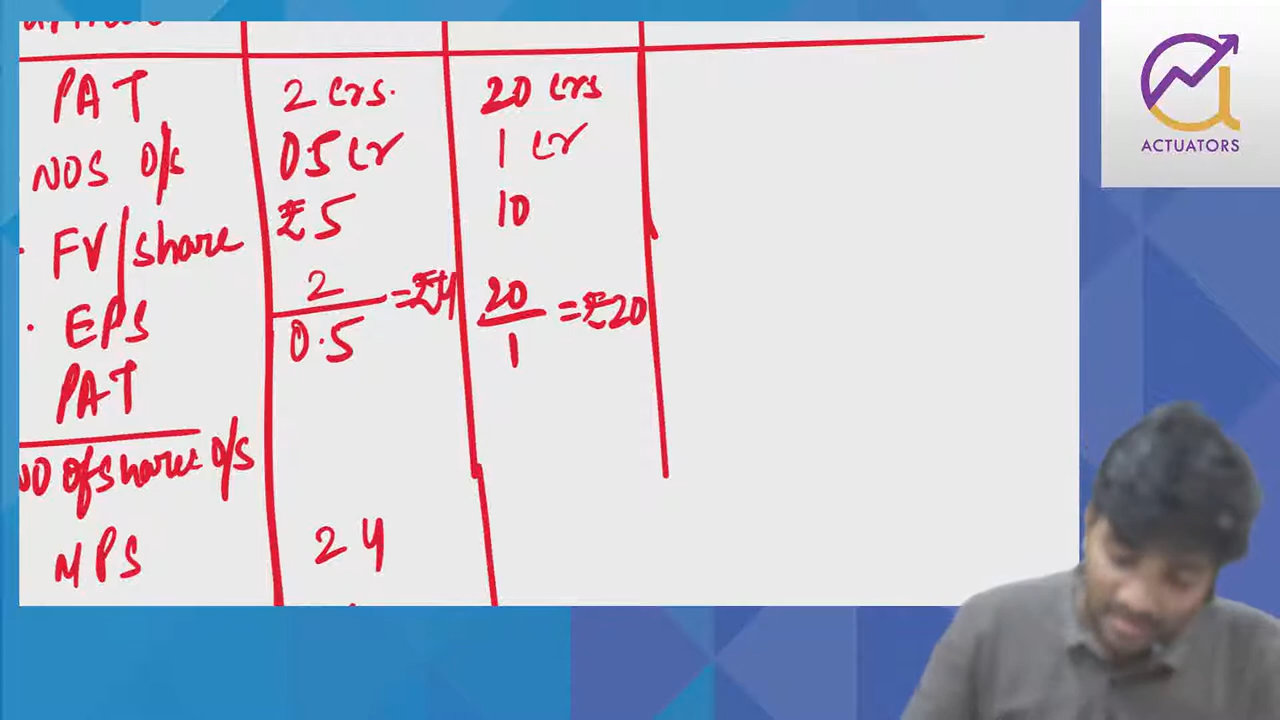 PAT 2 Crs. 20 Crs
NOS O/s 0.5 Cr 1 Cr
FV/share ₹5 10
EPS 2/0.5 = ₹4 20/1 = ₹20
PAT
NO of shares O/s
MPS 24
ACTUATORS